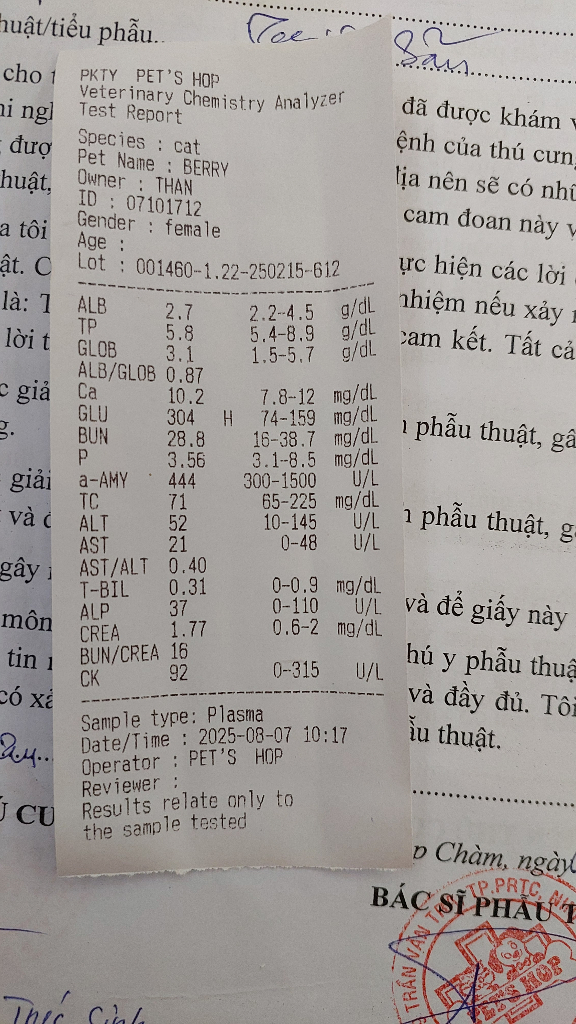 huật/tiểu phẫu..
cho
đã được khám
ệnh của thú cưng
đượ
huật,
địa nên sẽ có nhũ
cam đoan này v
a tôi
ực hiện các lời
ật. C
nhiệm nếu xảy
là: T
cam kết. Tất cả
lời t
c giả
g.
phẫu thuật, gâ
giải
và
phẫu thuật, g
gây
và để giấy này
môn
hú y phẫu thuậ
tin
và đầy đủ. Tôi
có xả
ẫu thuật.
PKTY PET'S HOP
Veterinary Chemistry Analyzer
Test Report
Species : cat
Pet Name : BERRY
Owner : THAN
ID : 07101712
Gender : female
Age :
Lot : 001460-1.22-250215-612
ALB 2.7 2.2-4.5 g/dL
TP 5.8 5.4-8.9 g/dL
GLOB 3.1 1.5-5.7 g/dL
ALB/GLOB 0.87
Ca 10.2 7.8-12 mg/dL
GLU 304 H 74-159 mg/dL
BUN 28.8 16-38.7 mg/dL
P 3.56 3.1-8.5 mg/dL
a-AMY 444 300-1500 U/L
TC 71 65-225 mg/dL
ALT 52 10-145 U/L
AST 21 0-48 U/L
AST/ALT 0.40
T-BIL 0.31 0-0.9 mg/dL
ALP 37 0-110 U/L
CREA 1.77 0.6-2 mg/dL
BUN/CREA 16
CK 92 0-315 U/L
Sample type: Plasma
Date/Time : 2025-08-07 10:17
Operator : PET'S HOP
Reviewer :
Results relate only to
the sample tested
Ú CU
p Chàm, ngày
BÁC SĨ PHẪU T
TRẦN VĂN TR
TP.PRTC, NI
PET'S HOP